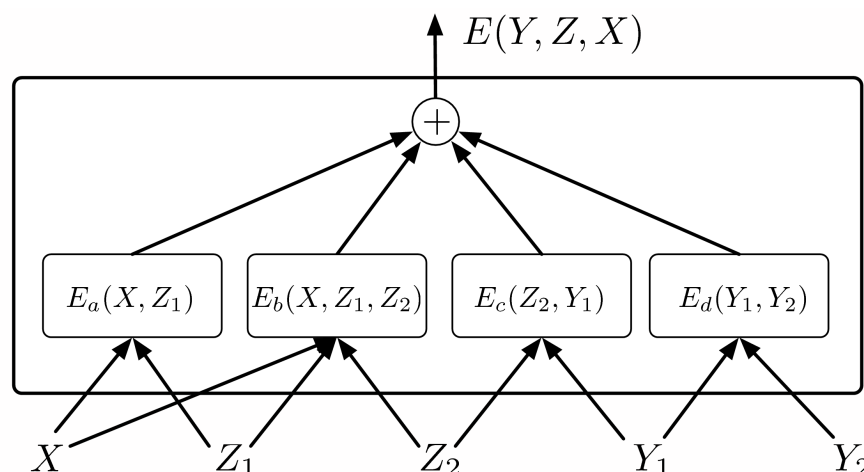 E(Y, Z, X)
+
E_a(X, Z_1) E_b(X, Z_1, Z_2) E_c(Z_2, Y_1) E_d(Y_1, Y_2)
X Z_1 Z_2 Y_1 Y_2